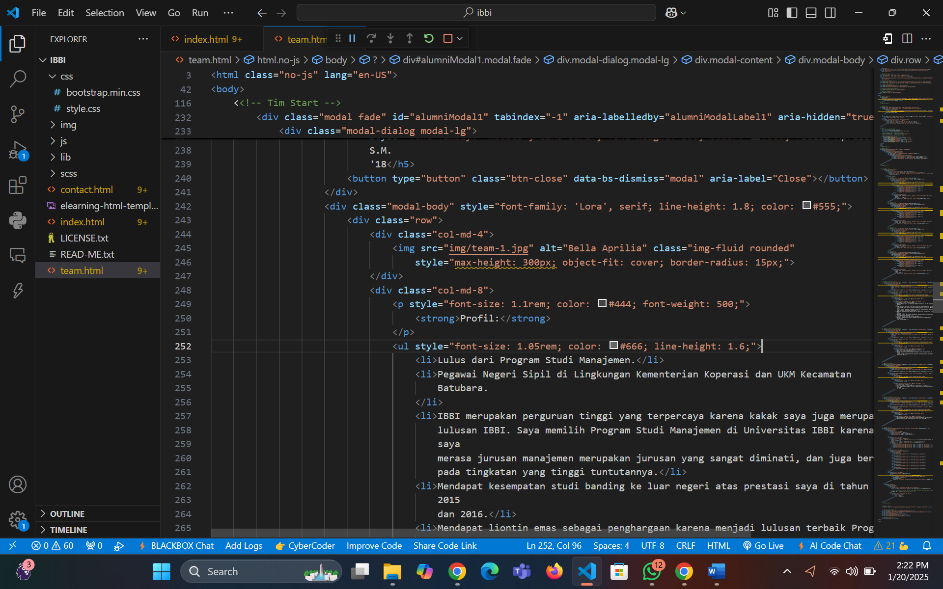 File Edit Selection View Go Run ··· ibbi
EXPLORER ···
IBBI
css
# bootstrap.min.css
# style.css
img
js
lib
scss
contact.html 9+
elearning-html-templ...
index.html 9+
LICENSE.txt
READ-ME.txt
team.html 9+
OUTLINE
TIMELINE
index.html 9+ team.htm
team.html > html.no-js > body > ? > div#alumniModal1.modal.fade > div.modal-dialog.modal-lg > div.modal-content > div.modal-body > div.row >
3 <html class="no-js" lang="en-US">
42 <body>
116 <<!-- Tim Start -->
232 <div class="modal fade" id="alumniModal1" tabindex="-1" aria-labelledby="alumniModalLabel1" aria-hidden="true
233 <div class="modal-dialog modal-lg">
238 S.M.
239 '18</h5>
240 <button type="button" class="btn-close" data-bs-dismiss="modal" aria-label="Close"></button>
241 </div>
242 <div class="modal-body" style="font-family: 'Lora', serif; line-height: 1.8; color: #555;">
243 <div class="row">
244 <div class="col-md-4">
245 <img src="img/team-1.jpg" alt="Bella Aprilia" class="img-fluid rounded"
246 style="max-height: 300px; object-fit: cover; border-radius: 15px;">
247 </div>
248 <div class="col-md-8">
249 <p style="font-size: 1.1rem; color: #444; font-weight: 500;">
250 <strong>Profil:</strong>
251 </p>
252 <ul style="font-size: 1.05rem; color: #666; line-height: 1.6;">
253 <li>Lulus dari Program Studi Manajemen.</li>
254 <li>Pegawai Negeri Sipil di Lingkungan Kementerian Koperasi dan UKM Kecamatan
255 Batubara.
256 </li>
257 <li>IBBI merupakan perguruan tinggi yang terpercaya karena kakak saya juga merupa
258 lulusan IBBI. Saya memilih Program Studi Manajemen di Universitas IBBI karena
259 saya
260 merasa jurusan manajemen merupakan jurusan yang sangat diminati, dan juga ber
261 pada tingkatan yang tinggi tuntutannya.</li>
262 <li>Mendapat kesempatan studi banding ke luar negeri atas prestasi saya di tahun
263 2015
264 dan 2016.</li>
265 <li>Mendapat liontin emas sebagai penghargaan karena menjadi lulusan terbaik Prog
0 60 0 BLACKBOX Chat Add Logs CyberCoder Improve Code Share Code Link Ln 252, Col 96 Spaces: 4 UTF 8 CRLF HTML Go Live AI Code Chat 21
Search
2:22 PM
1/20/2025